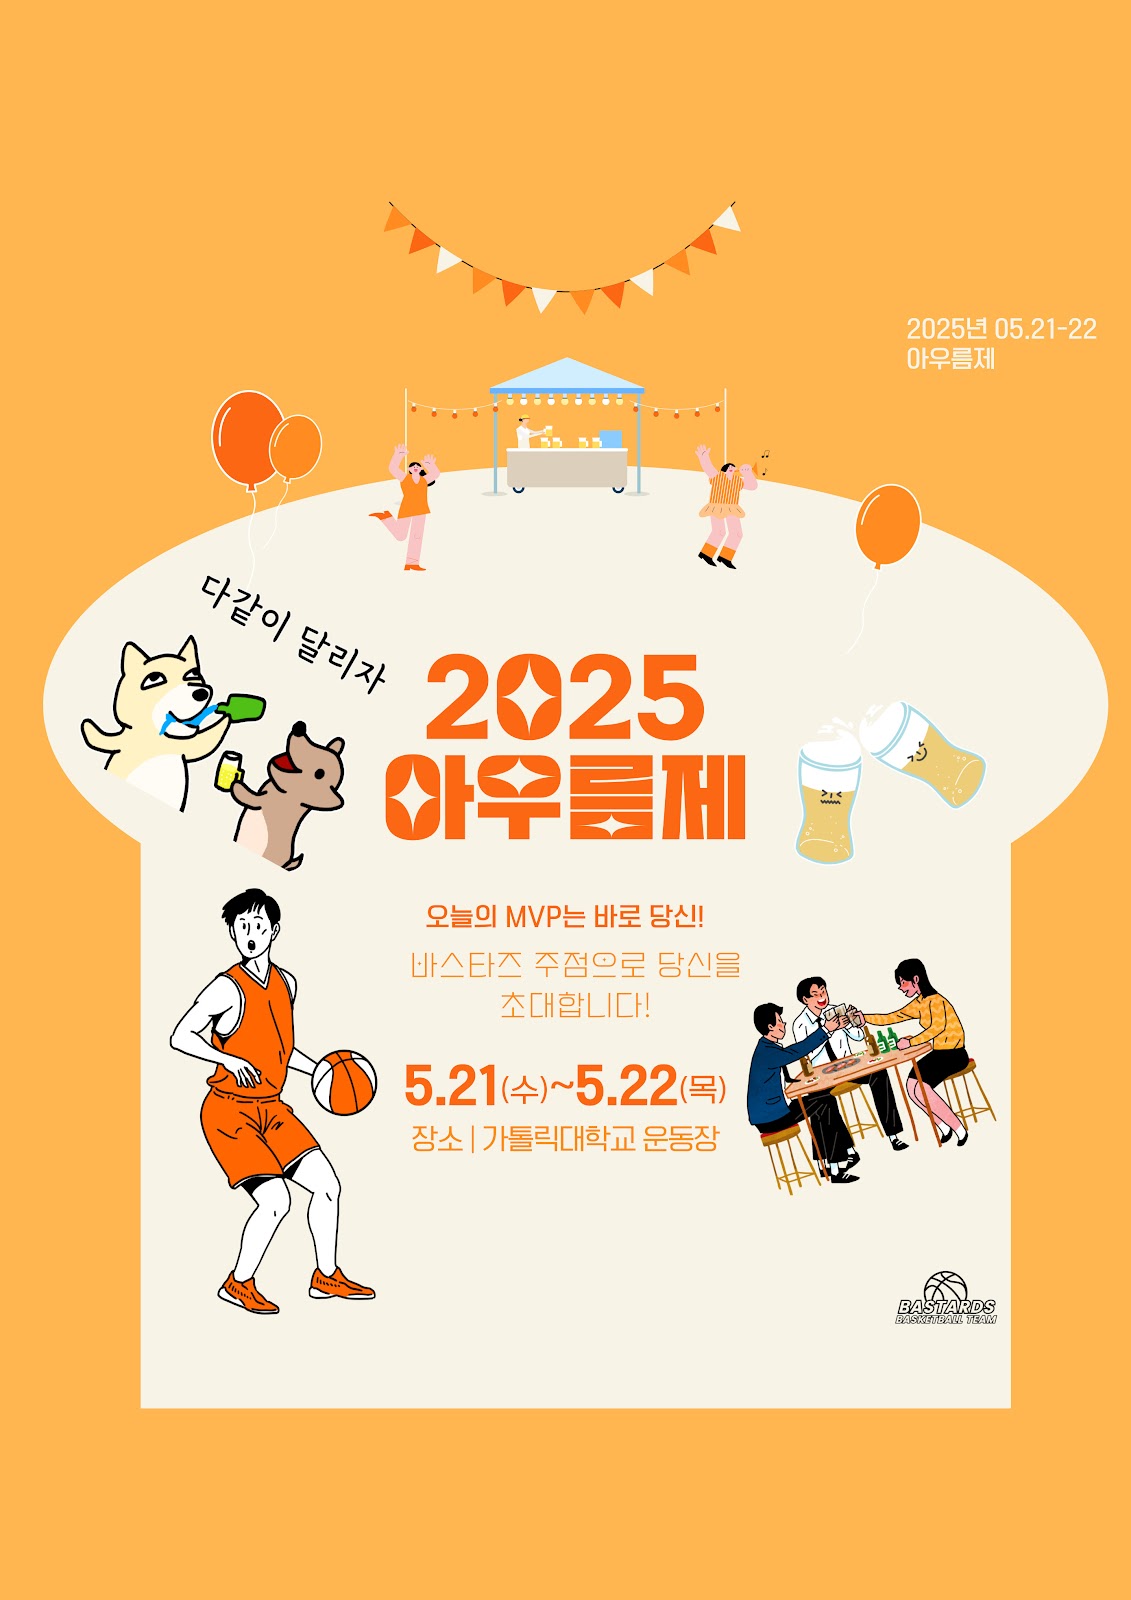 2025년 05.21-22
아우름제
다같이 달리자
2025
아우름제
오늘의 MVP는 바로 당신!
바스타즈 주점으로 당신을
초대합니다!
5.21(수)~5.22(목)
장소 | 가톨릭대학교 운동장
BASTARDS
BASKETBALL TEAM